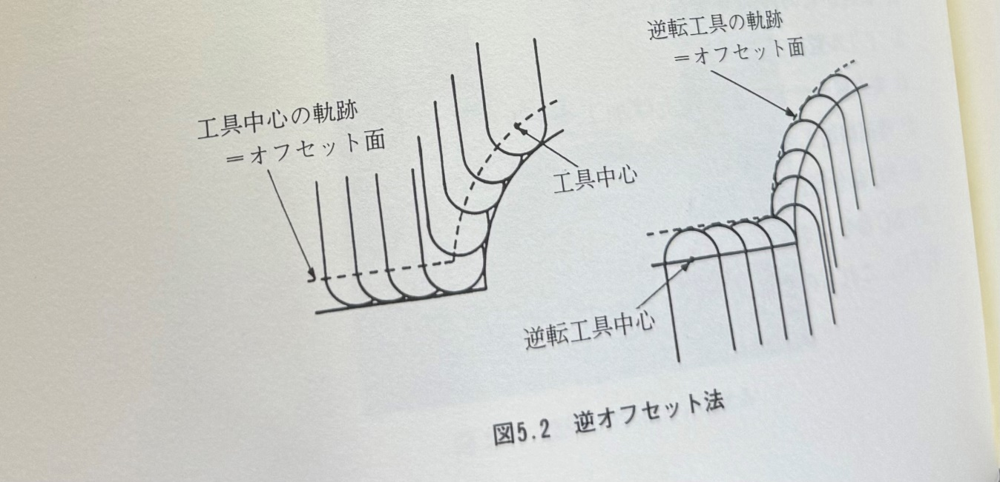 工具中心の軌跡
＝オフセット面
工具中心
逆転工具の軌跡
＝オフセット面
逆転工具中心
図5.2　逆オフセット法